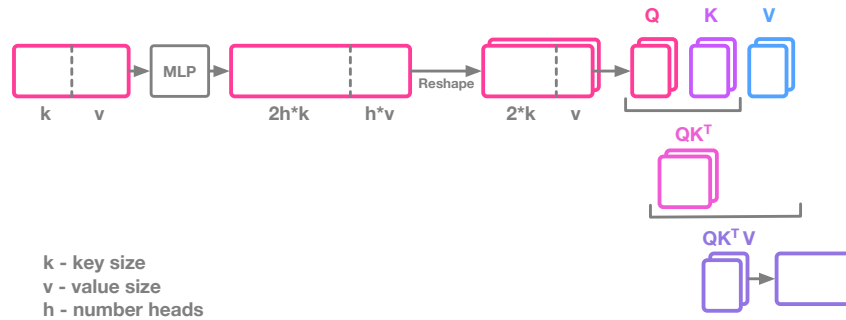 Q K V
MLP
Reshape
k v 2h*k h*v 2*k v
QKᵀ
QKᵀ V
k - key size
v - value size
h - number heads